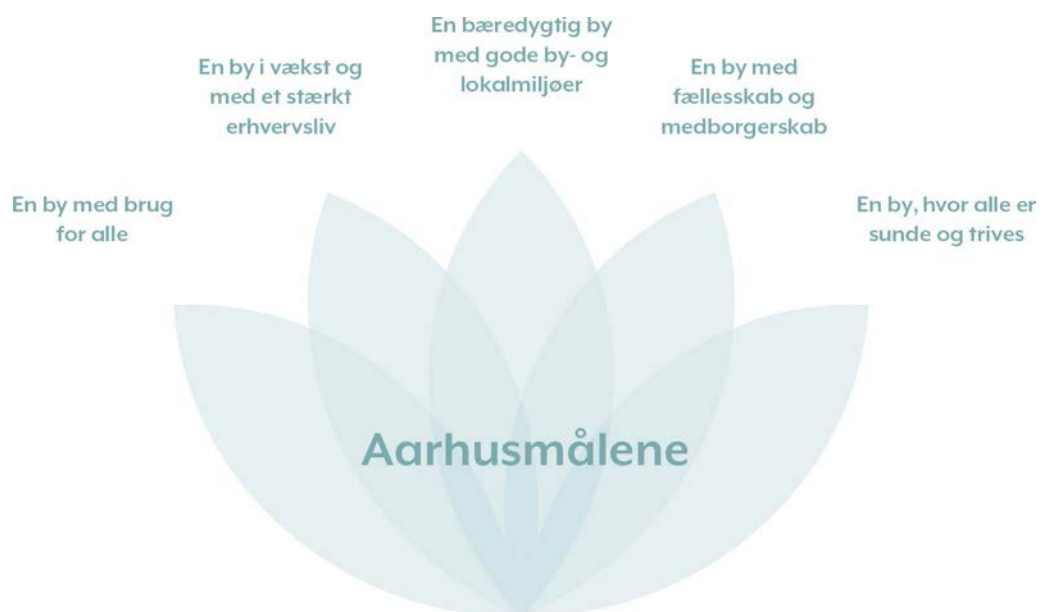 En by med brug
for alle
En by i vækst og
med et stærkt
erhvervsliv
En bæredygtig by
med gode by- og
lokalmiljøer
En by med
fællesskab og
medborgerskab
En by, hvor alle er
sunde og trives
Aarhusmålene